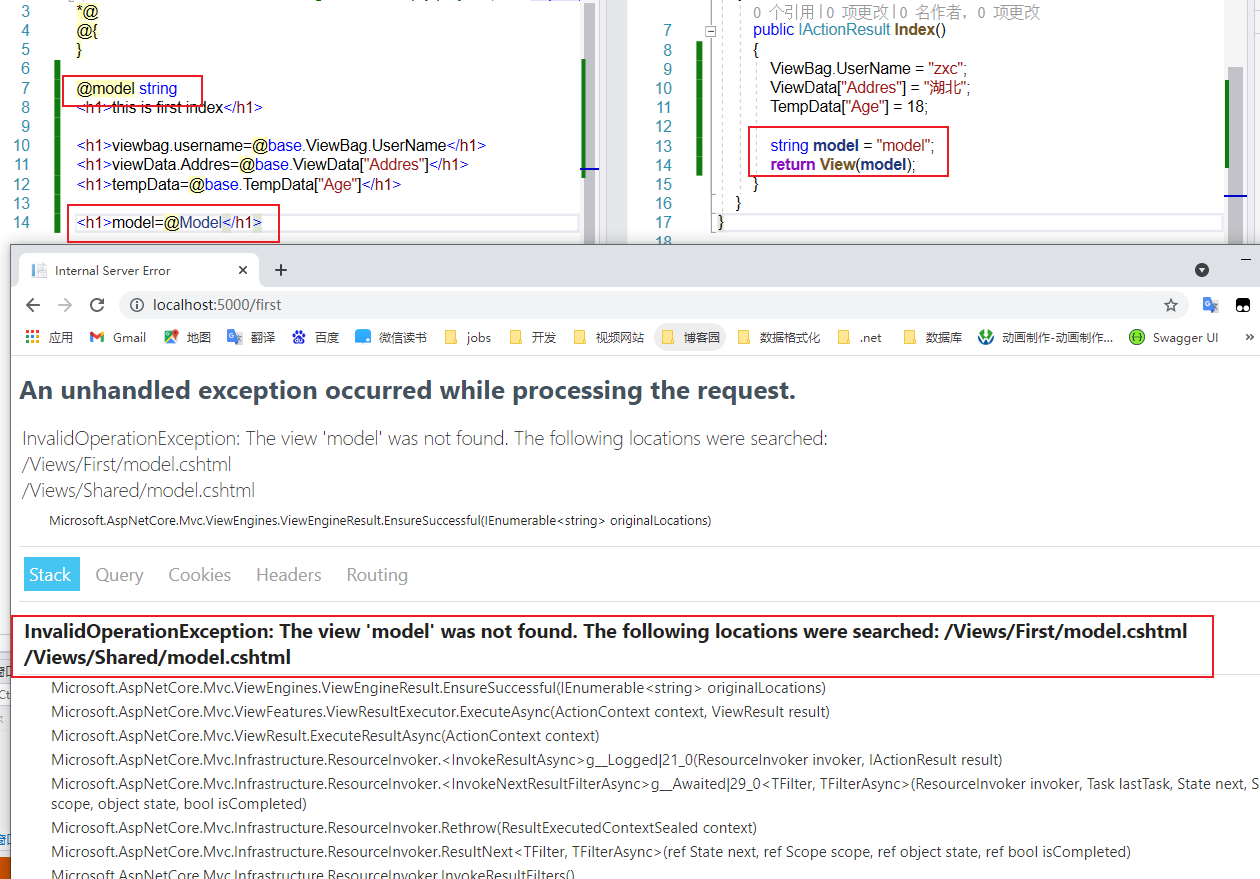 3 *@
4 @{
5 }
6
7 @model string
8 <h1>this is first index</h1>
9
10 <h1>viewbag.username=@base.ViewBag.UserName</h1>
11 <h1>viewData.Addres=@base.ViewData["Addres"]</h1>
12 <h1>tempData=@base.TempData["Age"]</h1>
13
14 <h1>model=@Model</h1>
0 个引用|0 项更改|0 名作者, 0 项更改
7 public IActionResult Index()
8 {
9 ViewBag.UserName = "zxc";
10 ViewData["Addres"] = "湖北";
11 TempData["Age"] = 18;
12
13 string model = "model";
14 return View(model);
15 }
16 }
17 }
18
Internal Server Error
localhost:5000/first
应用 Gmail 地图 翻译 百度 微信读书 jobs 开发 视频网站 博客园 数据格式化 .net 数据库 动画制作-动画制作... Swagger UI »
An unhandled exception occurred while processing the request.
InvalidOperationException: The view 'model' was not found. The following locations were searched:
/Views/First/model.cshtml
/Views/Shared/model.cshtml
Microsoft.AspNetCore.Mvc.ViewEngines.ViewEngineResult.EnsureSuccessful(IEnumerable<string> originalLocations)
Stack Query Cookies Headers Routing
InvalidOperationException: The view 'model' was not found. The following locations were searched: /Views/First/model.cshtml
/Views/Shared/model.cshtml
Microsoft.AspNetCore.Mvc.ViewEngines.ViewEngineResult.EnsureSuccessful(IEnumerable<string> originalLocations)
Microsoft.AspNetCore.Mvc.ViewFeatures.ViewResultExecutor.ExecuteAsync(ActionContext context, ViewResult result)
Microsoft.AspNetCore.Mvc.ViewResult.ExecuteResultAsync(ActionContext context)
Microsoft.AspNetCore.Mvc.Infrastructure.ResourceInvoker.<InvokeResultAsync>g__Logged|21_0(ResourceInvoker invoker, IActionResult result)
Microsoft.AspNetCore.Mvc.Infrastructure.ResourceInvoker.<InvokeNextResultFilterAsync>g__Awaited|29_0<TFilter, TFilterAsync>(ResourceInvoker invoker, Task lastTask, State next, S
scope, object state, bool isCompleted)
Microsoft.AspNetCore.Mvc.Infrastructure.ResourceInvoker.Rethrow(ResultExecutedContextSealed context)
Microsoft.AspNetCore.Mvc.Infrastructure.ResourceInvoker.ResultNext<TFilter, TFilterAsync>(ref State next, ref Scope scope, ref object state, ref bool isCompleted)
Microsoft.AspNetCore.Mvc.Infrastructure.ResourceInvoker.InvokeResultFilters()